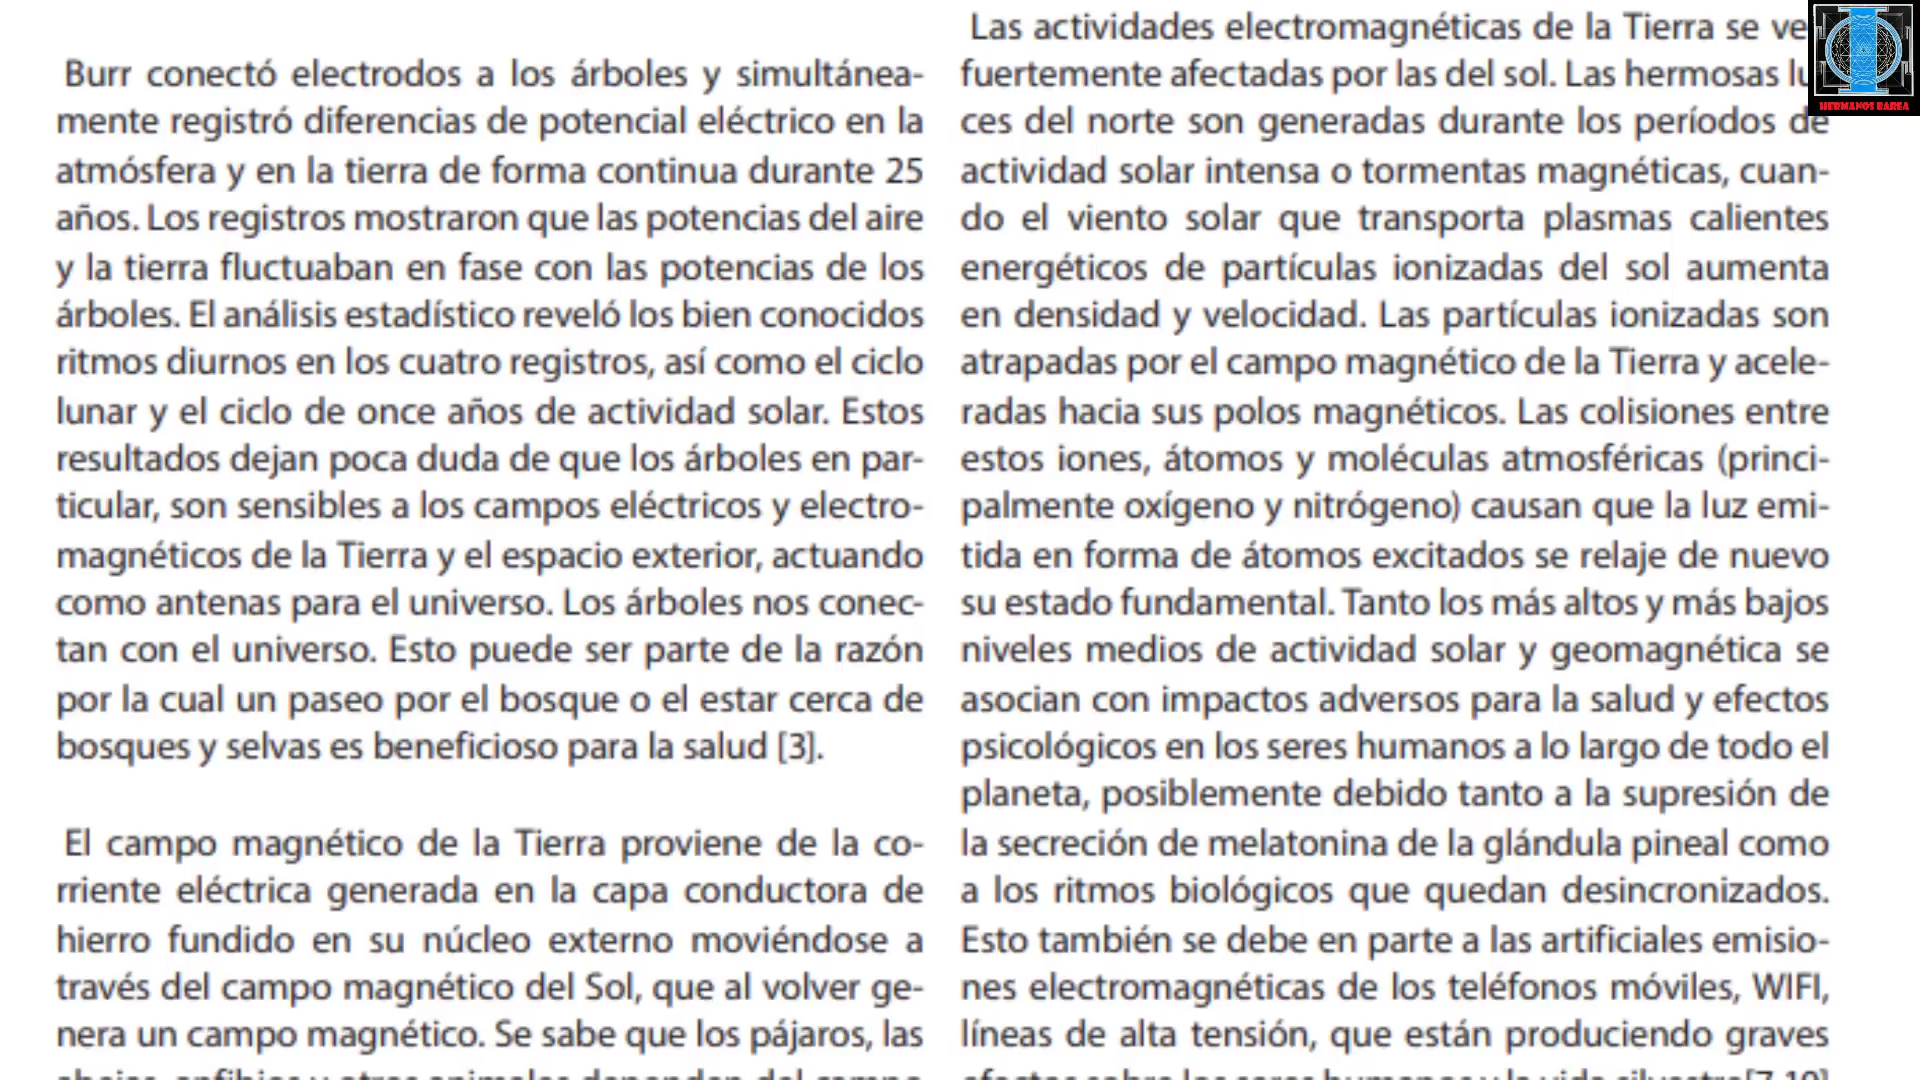 Burr conectó electrodos a los árboles y simultánea-
mente registró diferencias de potencial eléctrico en la
atmósfera y en la tierra de forma continua durante 25
años. Los registros mostraron que las potencias del aire
y la tierra fluctuaban en fase con las potencias de los
árboles. El análisis estadístico reveló los bien conocidos
ritmos diurnos en los cuatro registros, así como el ciclo
lunar y el ciclo de once años de actividad solar. Estos
resultados dejan poca duda de que los árboles en par-
ticular, son sensibles a los campos eléctricos y electro-
magnéticos de la Tierra y el espacio exterior, actuando
como antenas para el universo. Los árboles nos conec-
tan con el universo. Esto puede ser parte de la razón
por la cual un paseo por el bosque o el estar cerca de
bosques y selvas es beneficioso para la salud [3].
El campo magnético de la Tierra proviene de la co-
rriente eléctrica generada en la capa conductora de
hierro fundido en su núcleo externo moviéndose a
través del campo magnético del Sol, que al volver ge-
nera un campo magnético. Se sabe que los pájaros, las
Las actividades electromagnéticas de la Tierra se ve
fuertemente afectadas por las del sol. Las hermosas lu
ces del norte son generadas durante los períodos de
actividad solar intensa o tormentas magnéticas, cuan-
do el viento solar que transporta plasmas calientes
energéticos de partículas ionizadas del sol aumenta
en densidad y velocidad. Las partículas ionizadas son
atrapadas por el campo magnético de la Tierra y acele-
radas hacia sus polos magnéticos. Las colisiones entre
estos iones, átomos y moléculas atmosféricas (princi-
palmente oxígeno y nitrógeno) causan que la luz emi-
tida en forma de átomos excitados se relaje de nuevo
su estado fundamental. Tanto los más altos y más bajos
niveles medios de actividad solar y geomagnética se
asocian con impactos adversos para la salud y efectos
psicológicos en los seres humanos a lo largo de todo el
planeta, posiblemente debido tanto a la supresión de
la secreción de melatonina de la glándula pineal como
a los ritmos biológicos que quedan desincronizados.
Esto también se debe en parte a las artificiales emisio-
nes electromagnéticas de los teléfonos móviles, WIFI,
líneas de alta tensión, que están produciendo graves
HERMANOS BAREA